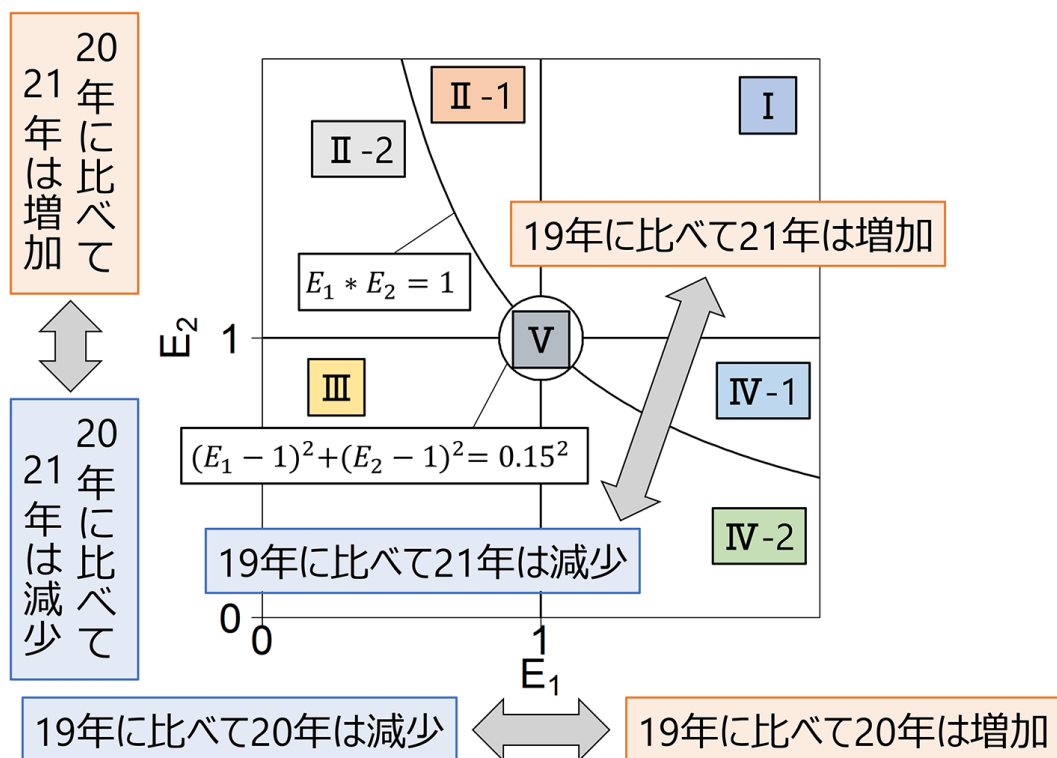 20年に比べて
21年は増加
20年に比べて
21年は減少
Ⅱ-1
Ⅰ
Ⅱ-2
19年に比べて21年は増加
E₁ * E₂ = 1
E₂
1
Ⅴ
Ⅲ
Ⅳ-1
(E₁ − 1)²+(E₂ − 1)²= 0.15²
Ⅳ-2
19年に比べて21年は減少
0
0
1
E₁
19年に比べて20年は減少
19年に比べて20年は増加